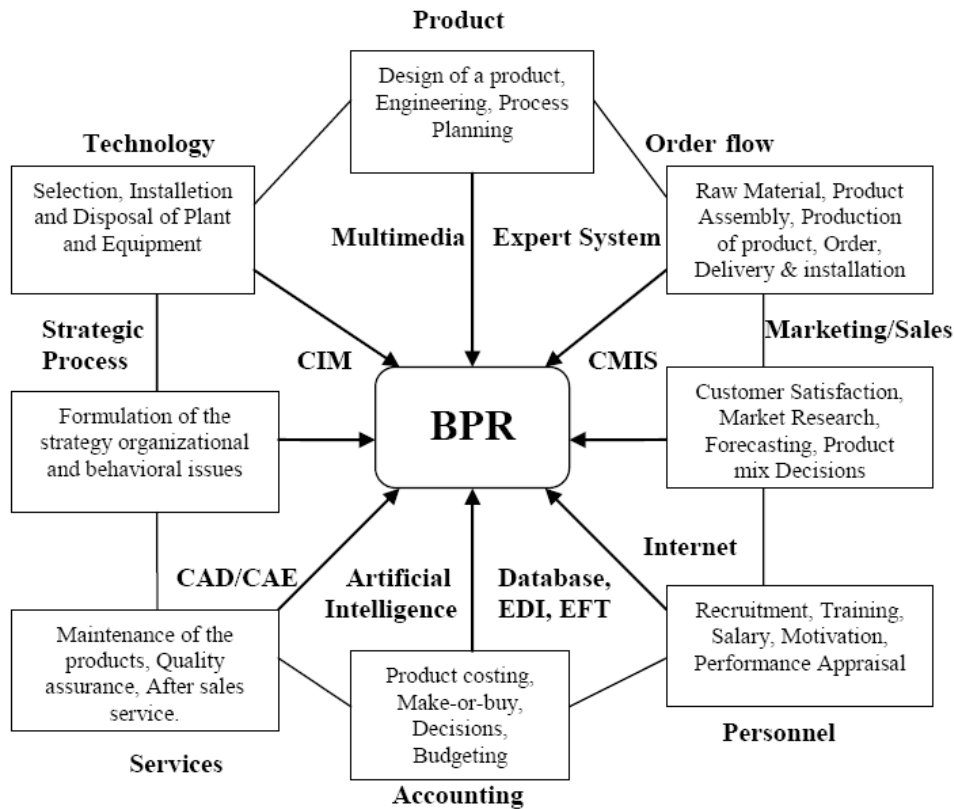 Product
Design of a product,
Engineering, Process
Planning
Technology
Selection, Installetion
and Disposal of Plant
and Equipment
Order flow
Raw Material, Product
Assembly, Production
of product, Order,
Delivery & installation
Multimedia
Expert System
Strategic
Process
CIM
CMIS
Marketing/Sales
Formulation of the
strategy organizational
and behavioral issues
BPR
Customer Satisfaction,
Market Research,
Forecasting, Product
mix Decisions
CAD/CAE
Artificial
Intelligence
Database,
EDI, EFT
Internet
Maintenance of the
products, Quality
assurance, After sales
service.
Services
Product costing,
Make-or-buy,
Decisions,
Budgeting
Accounting
Recruitment, Training,
Salary, Motivation,
Performance Appraisal
Personnel